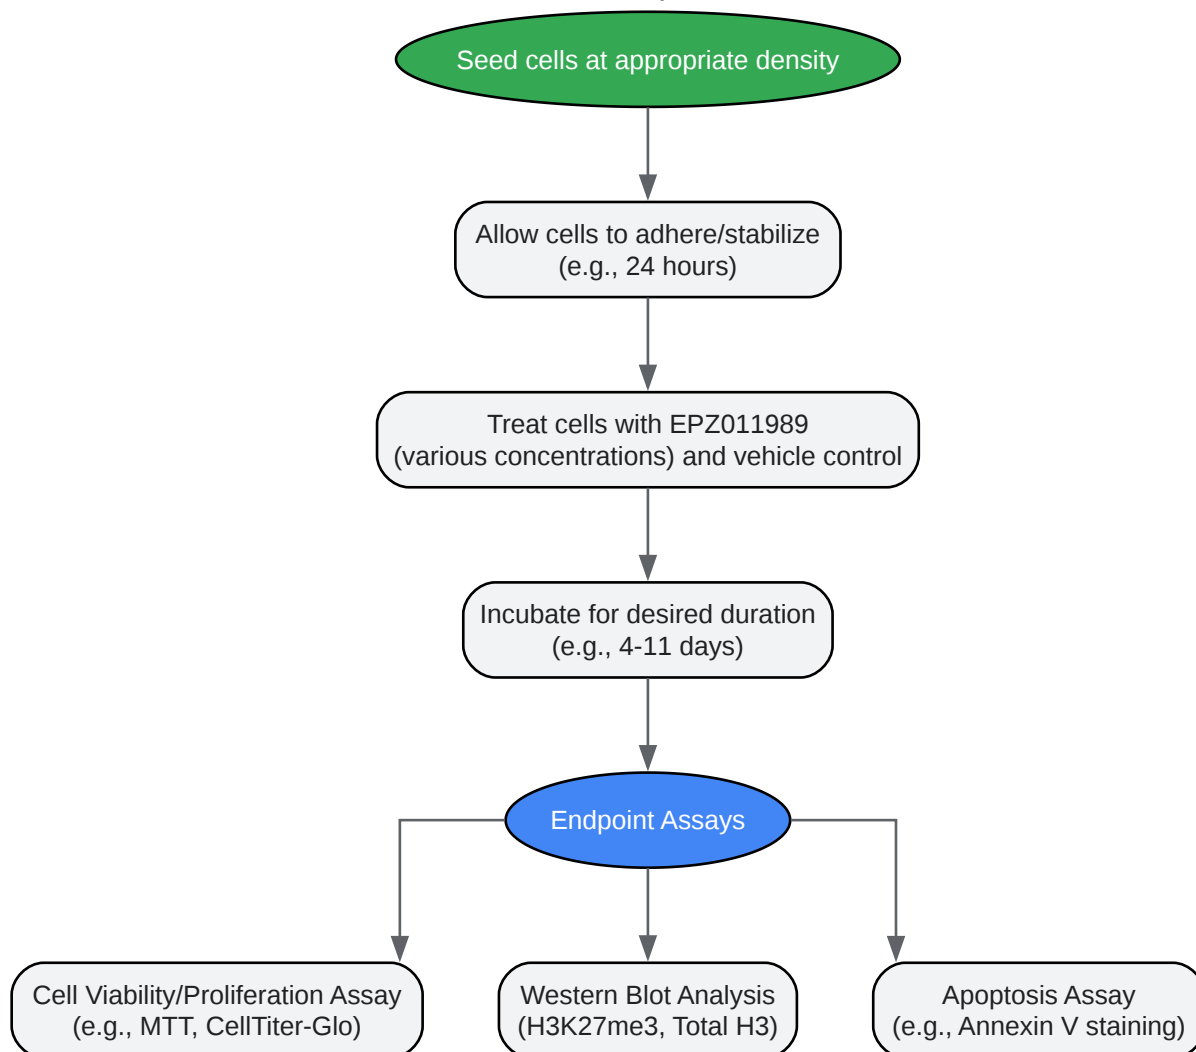 Seed cells at appropriate density
Allow cells to adhere/stabilize
(e.g., 24 hours)
Treat cells with EPZ011989
(various concentrations) and vehicle control
Incubate for desired duration
(e.g., 4-11 days)
Endpoint Assays
Cell Viability/Proliferation Assay
(e.g., MTT, CellTiter-Glo)
Western Blot Analysis
(H3K27me3, Total H3)
Apoptosis Assay
(e.g., Annexin V staining)